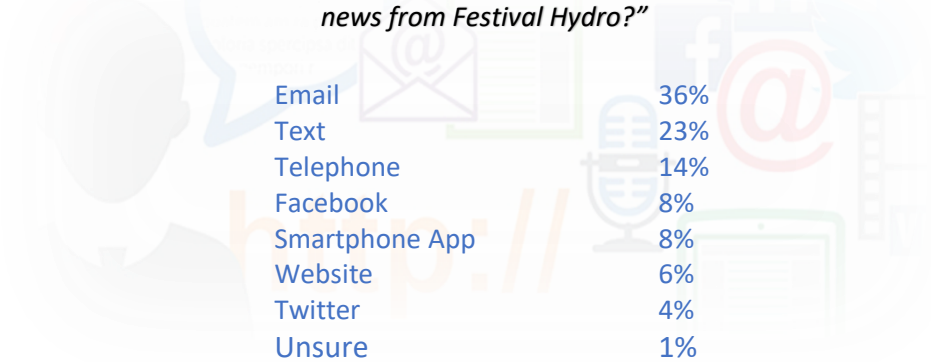 news from Festival Hydro?”
Email 36%
Text 23%
Telephone 14%
Facebook 8%
Smartphone App 8%
Website 6%
Twitter 4%
Unsure 1%
http://